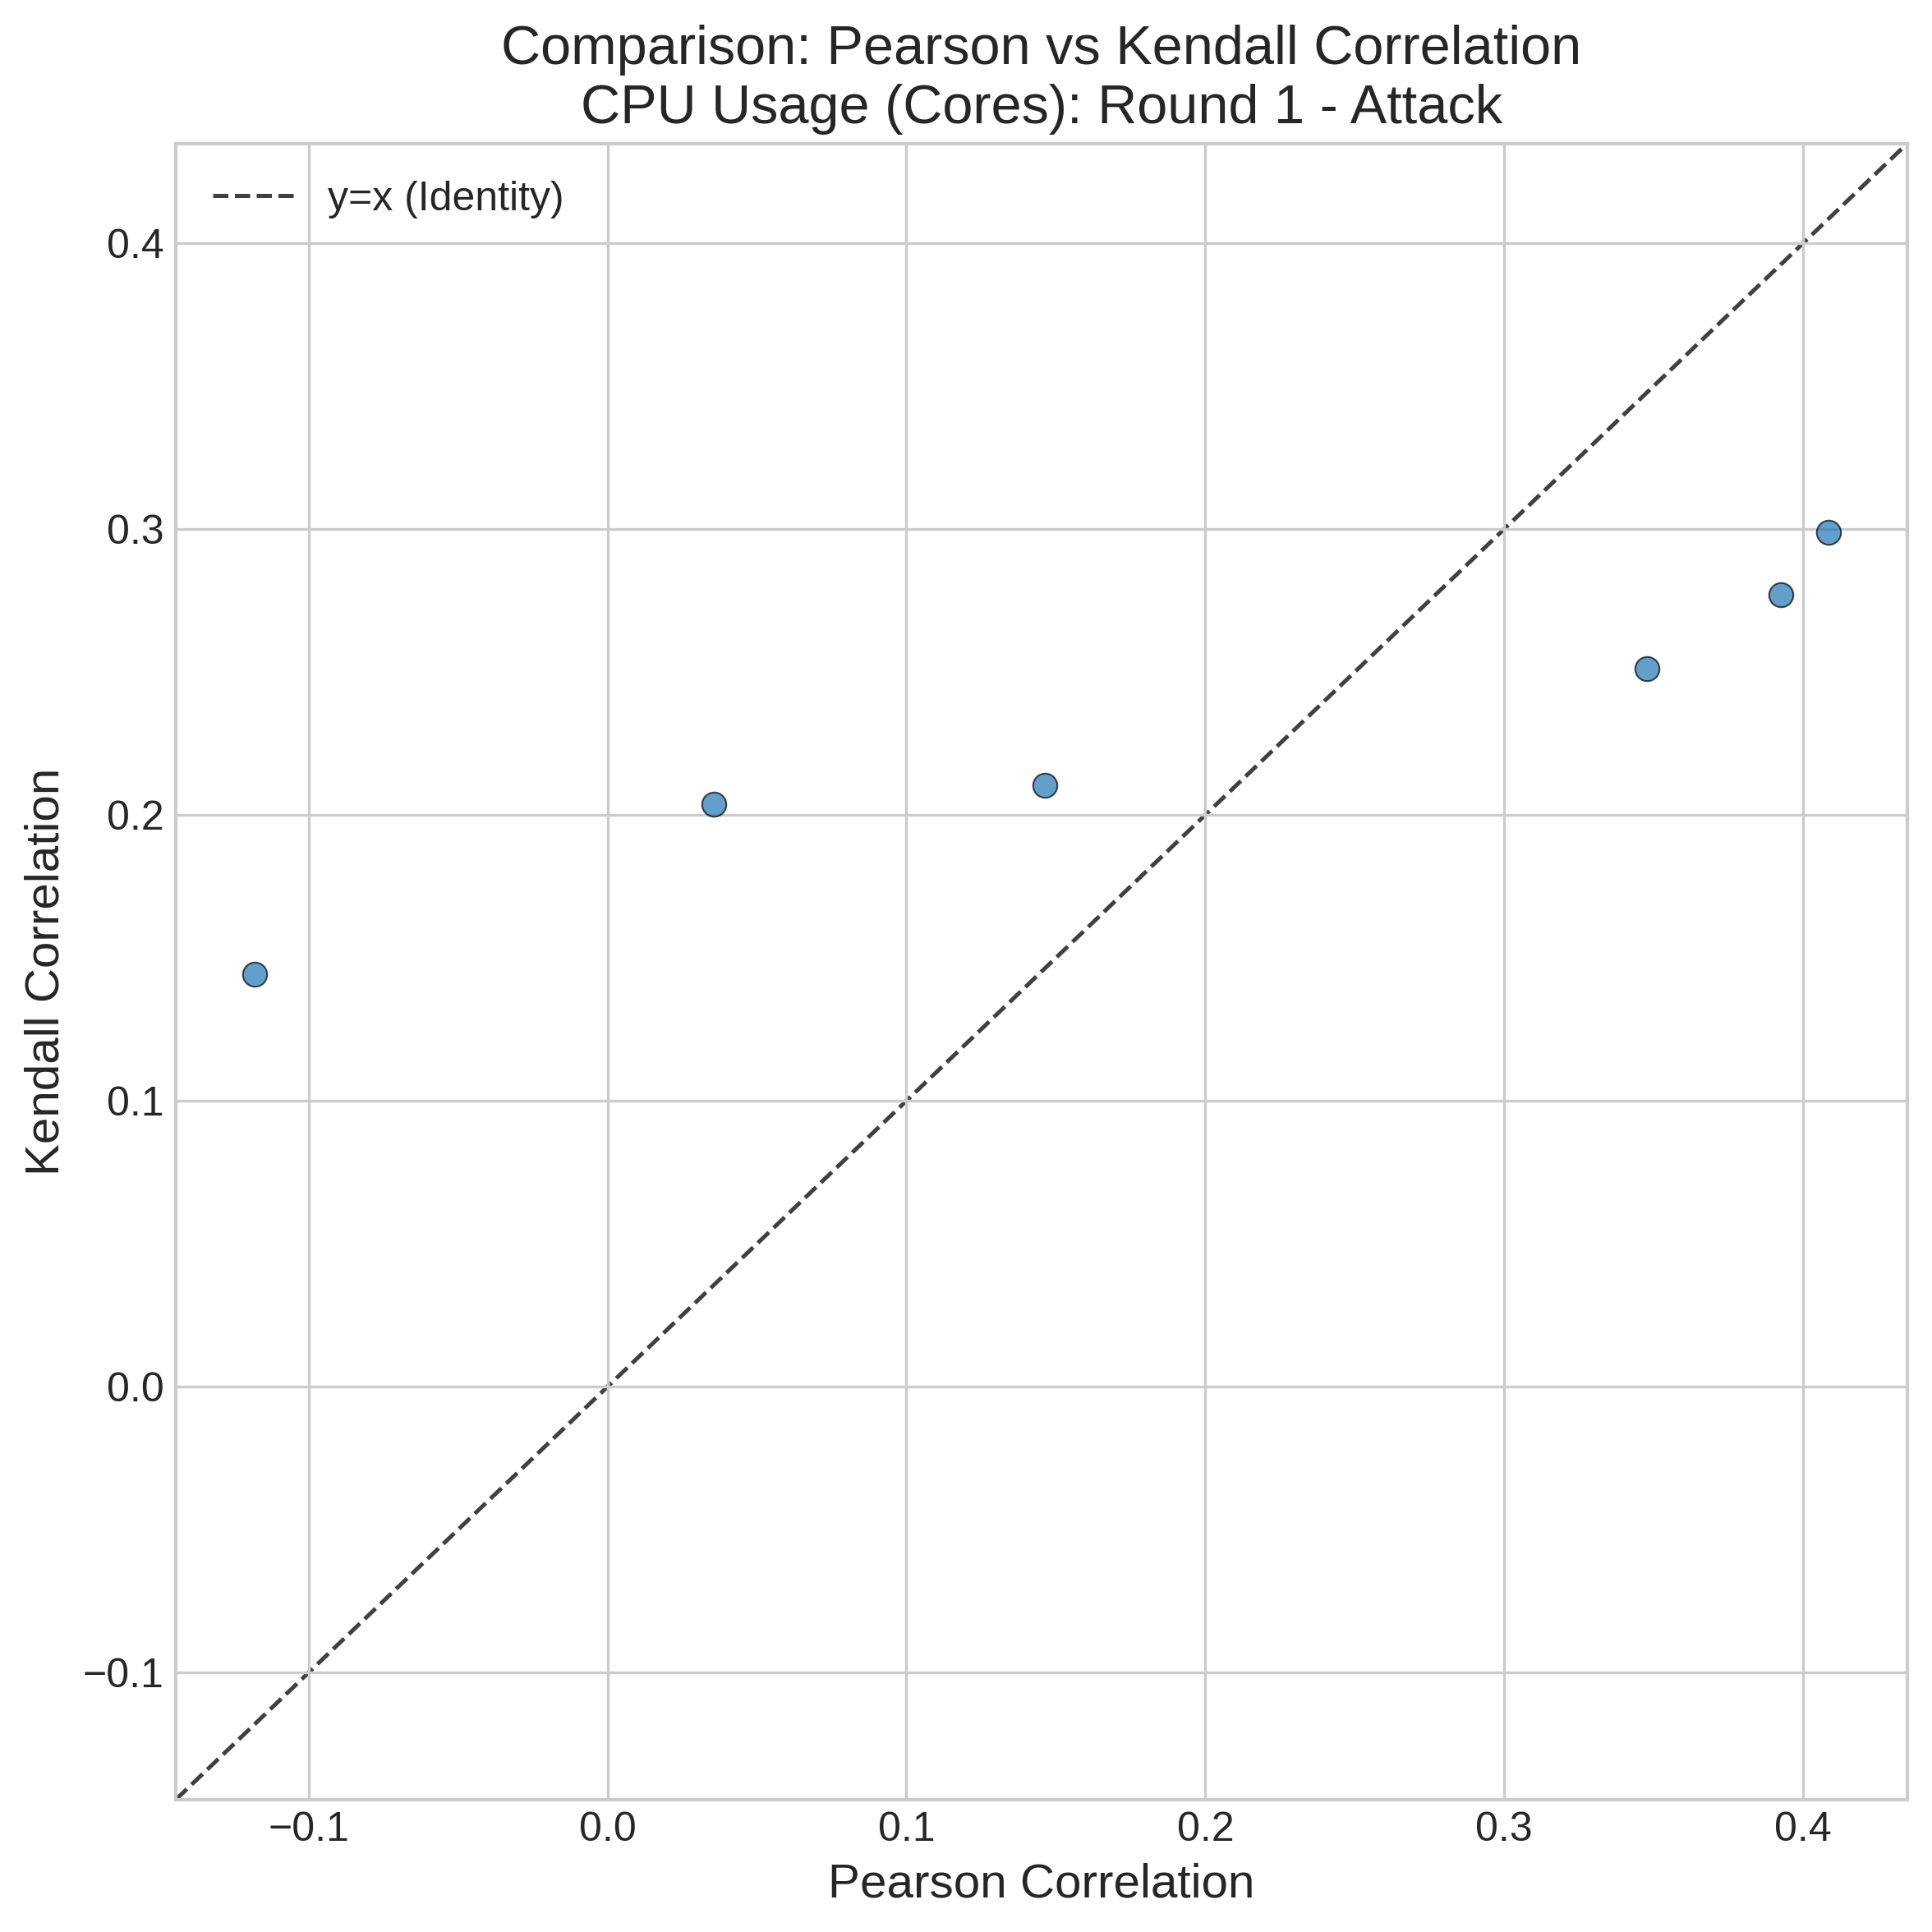 Comparison: Pearson vs Kendall Correlation
CPU Usage (Cores): Round 1 - Attack
y=x (Identity)
0.4
0.3
0.2
0.1
0.0
−0.1
Kendall Correlation
−0.1
0.0
0.1
0.2
0.3
0.4
Pearson Correlation